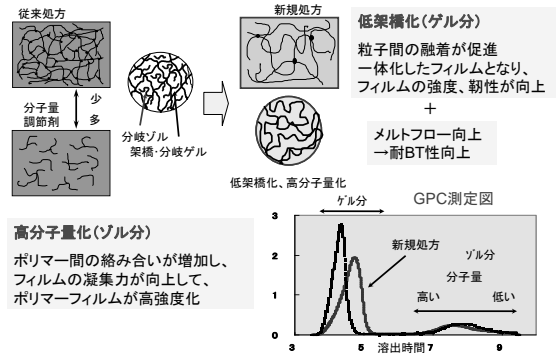 従来処方
分子量
調節剤
少
多
分岐ゾル
架橋・分岐ゲル
新規処方
低架橋化、高分子量化
低架橋化(ゲル分)
粒子間の融着が促進
一体化したフィルムとなり、
フィルムの強度、靭性が向上
+
メルトフロー向上
→耐BT性向上
高分子量化(ゾル分)
ポリマー間の絡み合いが増加し、
フィルムの凝集力が向上して、
ポリマーフィルムが高強度化
ゲル分
GPC測定図
新規処方
ゾル分
分子量
高い
低い
3
2
1
0
3
5
溶出時間
7
9